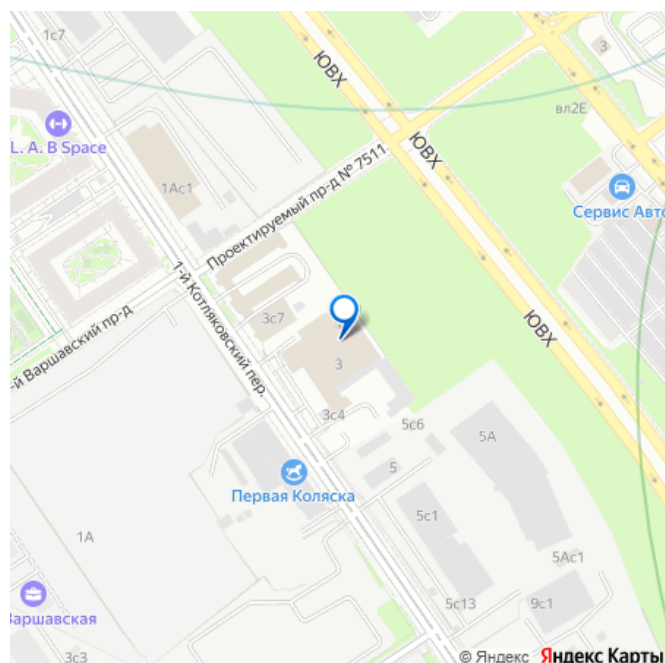 1с7
ЮВХ
3
вл2Е
L. A. B Space
ЮВХ
1Ас1
Проектируемый пр-д № 7511
Сервис Авто
1-й Котляковский пер.
3с7
ЮВХ
-й Варшавский пр-д
3
3с4
5с6
5А
5
Первая Коляска
5с1
1А
5Ас1
Варшавская
5с13
9с1
3с3
© Яндекс Яндекс Карты